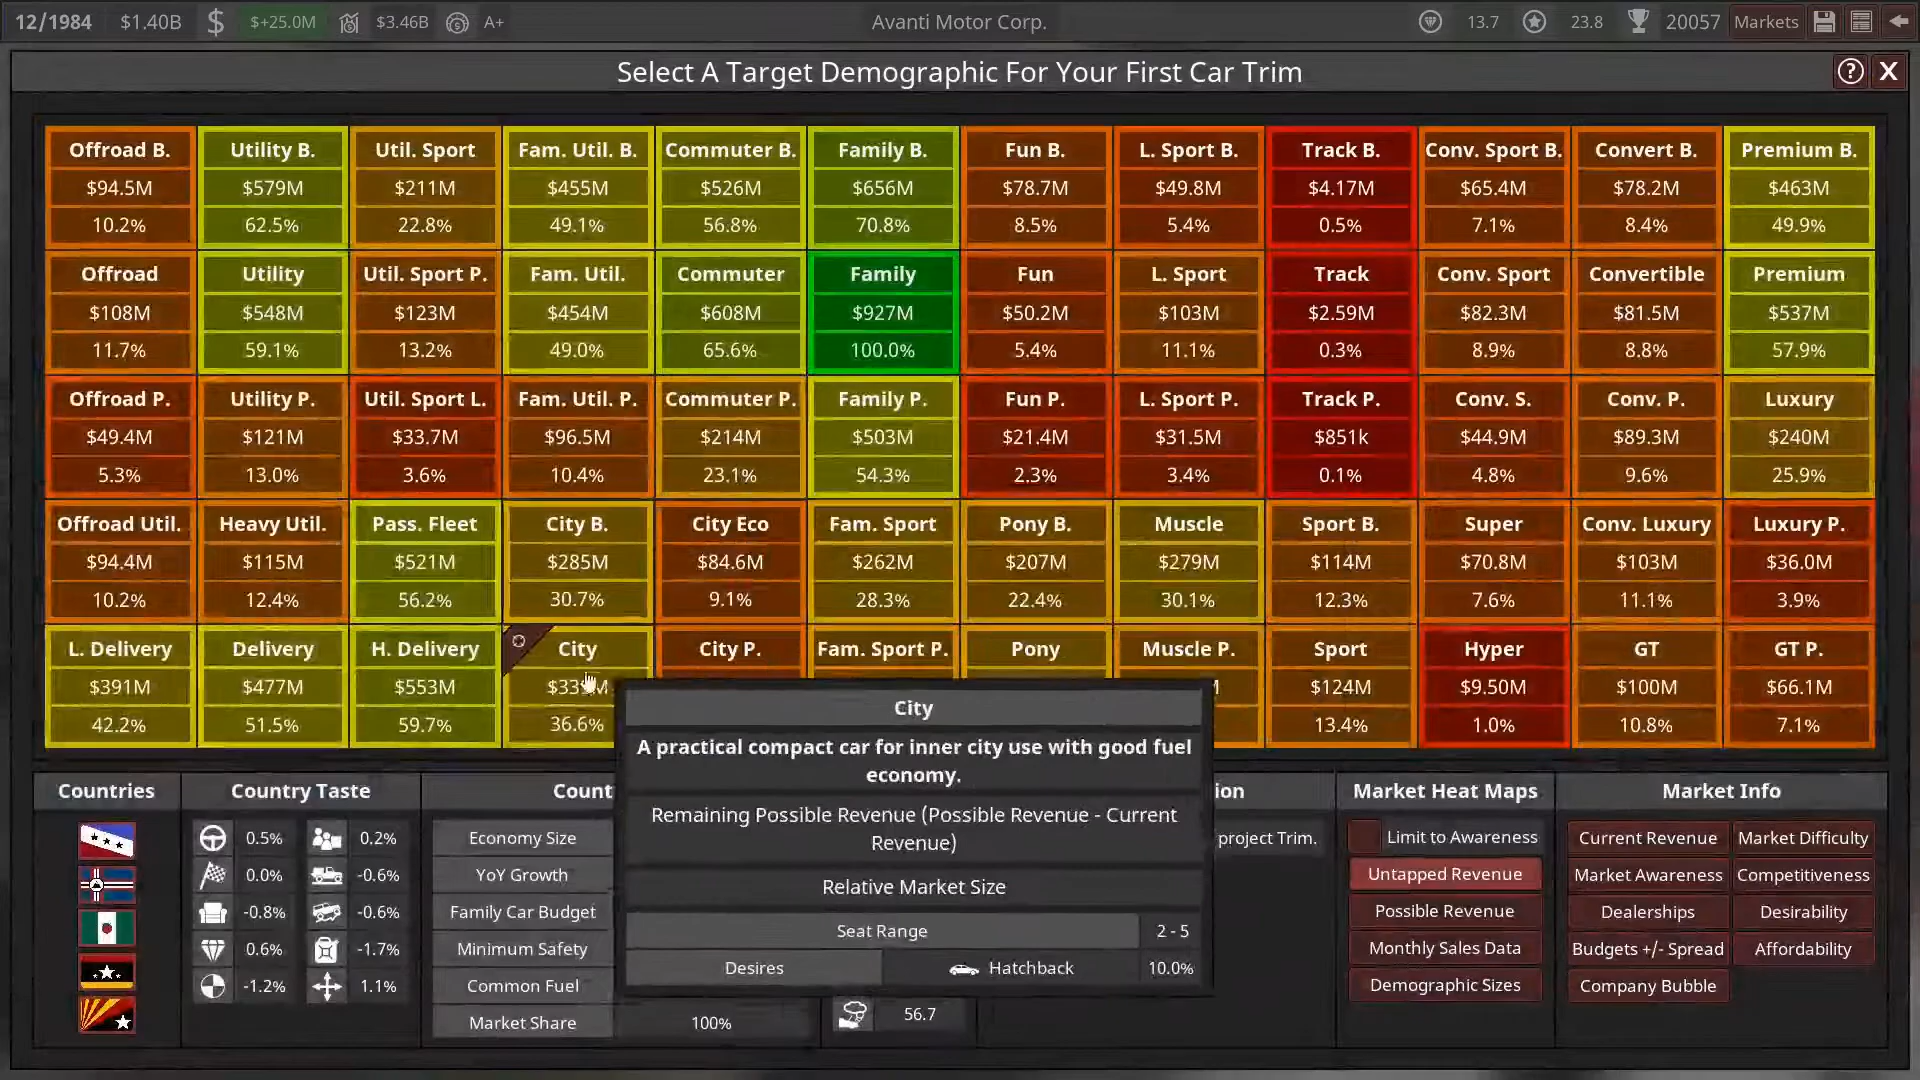 12/1984 $1.40B $+25.0M $3.46B A+ Avanti Motor Corp. 13.7 23.8 20057 Markets
Select A Target Demographic For Your First Car Trim ? X
Offroad B. Utility B. Util. Sport Fam. Util. B. Commuter B. Family B. Fun B. L. Sport B. Track B. Conv. Sport B. Convert B. Premium B.
$94.5M $579M $211M $455M $526M $656M $78.7M $49.8M $4.17M $65.4M $78.2M $463M
10.2% 62.5% 22.8% 49.1% 56.8% 70.8% 8.5% 5.4% 0.5% 7.1% 8.4% 49.9%
Offroad Utility Util. Sport P. Fam. Util. Commuter Family Fun L. Sport Track Conv. Sport Convertible Premium
$108M $548M $123M $454M $608M $927M $50.2M $103M $2.59M $82.3M $81.5M $537M
11.7% 59.1% 13.2% 49.0% 65.6% 100.0% 5.4% 11.1% 0.3% 8.9% 8.8% 57.9%
Offroad P. Utility P. Util. Sport L. Fam. Util. P. Commuter P. Family P. Fun P. L. Sport P. Track P. Conv. S. Conv. P. Luxury
$49.4M $121M $33.7M $96.5M $214M $503M $21.4M $31.5M $851k $44.9M $89.3M $240M
5.3% 13.0% 3.6% 10.4% 23.1% 54.3% 2.3% 3.4% 0.1% 4.8% 9.6% 25.9%
Offroad Util. Heavy Util. Pass. Fleet City B. City Eco Fam. Sport Pony B. Muscle Sport B. Super Conv. Luxury Luxury P.
$94.4M $115M $521M $285M $84.6M $262M $207M $279M $114M $70.8M $103M $36.0M
10.2% 12.4% 56.2% 30.7% 9.1% 28.3% 22.4% 30.1% 12.3% 7.6% 11.1% 3.9%
L. Delivery Delivery H. Delivery City City P. Fam. Sport P. Pony Muscle P. Sport Hyper GT GT P.
$391M $477M $553M $124M $9.50M $100M $66.1M
42.2% 51.5% 59.7% 36.6% 13.4% 1.0% 10.8% 7.1%
City
A practical compact car for inner city use with good fuel
economy.
Remaining Possible Revenue (Possible Revenue - Current
Revenue)
Relative Market Size
Seat Range 2 - 5
Desires Hatchback 10.0%
Countries
Country Taste
0.5% 0.2%
0.0% -0.6%
-0.8% -0.6%
0.6% -1.7%
-1.2% 1.1%
Economy Size
YoY Growth
Family Car Budget
Minimum Safety
Common Fuel
Market Share 100%
56.7
project Trim.
Market Heat Maps
Limit to Awareness
Untapped Revenue
Possible Revenue
Monthly Sales Data
Demographic Sizes
Market Info
Current Revenue Market Difficulty
Market Awareness Competitiveness
Dealerships Desirability
Budgets +/- Spread Affordability
Company Bubble